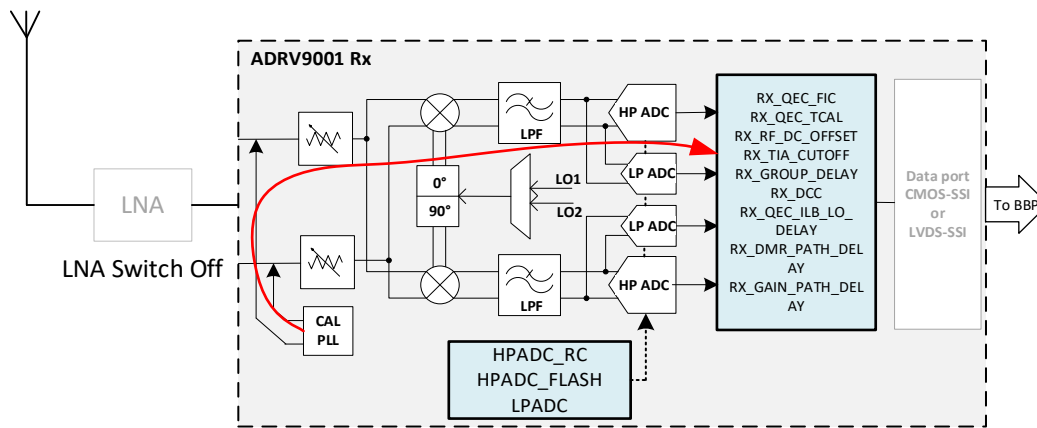 ADRV9001 Rx
LNA
LNA Switch Off
CAL
PLL
LPF
0°
90°
LPF
LO1
LO2
HP ADC
LP ADC
LP ADC
HP ADC
HPADC_RC
HPADC_FLASH
LPADC
RX_QEC_FIC
RX_QEC_TCAL
RX_RF_DC_OFFSET
RX_TIA_CUTOFF
RX_GROUP_DELAY
RX_DCC
RX_QEC_ILB_LO_
DELAY
RX_DMR_PATH_DEL
AY
RX_GAIN_PATH_DEL
AY
Data port
CMOS-SSI
or
LVDS-SSI
To BBP